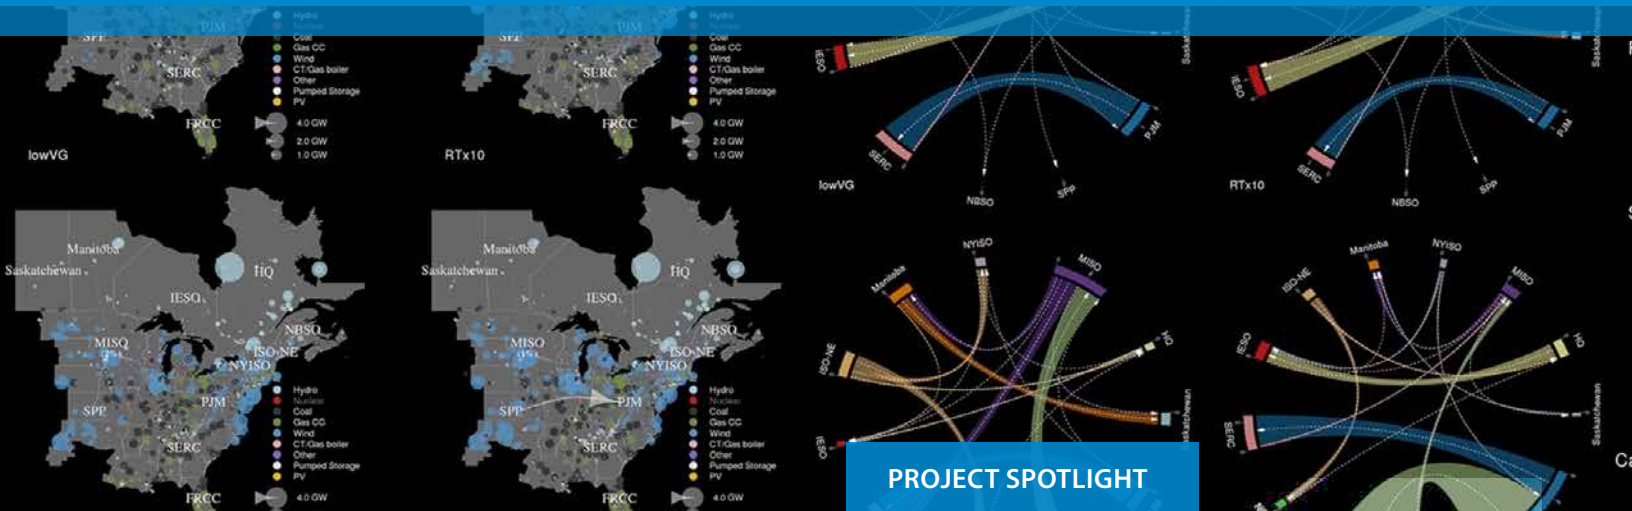 Hydro
Nuclear
PJM
SPP
Coal
Gas CC
Wind
SERC
CT/Gas boiler
Other
Pumped Storage
PV
FRCC
4.0 GW
2.0 GW
1.0 GW
lowVG
Hydro
Nuclear
PJM
SPP
Coal
Gas CC
Wind
SERC
CT/Gas boiler
Other
Pumped Storage
PV
FRCC
4.0 GW
2.0 GW
1.0 GW
RTx10
IESO
PJM
SERC
lowVG
NBSO
SPP
IESO
PJM
SERC
RTx10
NBSO
SPP
Saskatchewan
Manitoba
Saskatchewan
HQ
IESO
NBSO
MISO
ISO-NE
NYISO
Hydro
Nuclear
Coal
Gas CC
Wind
CT/Gas boiler
Other
Pumped Storage
PV
SPP
PJM
SERC
FRCC
4.0 GW
Manitoba
Saskatchewan
HQ
IESO
NBSO
MISO
ISO-NE
NYISO
Hydro
Nuclear
Coal
Gas CC
Wind
CT/Gas boiler
Other
Pumped Storage
PV
SPP
PJM
SERC
FRCC
4.0 GW
NYISO
MISO
Manitoba
HQ
ISO-NE
IESO
Manitoba
NYISO
MISO
ISO-NE
IESO
HQ
Saskatchewan
SERC
Ca
PROJECT SPOTLIGHT